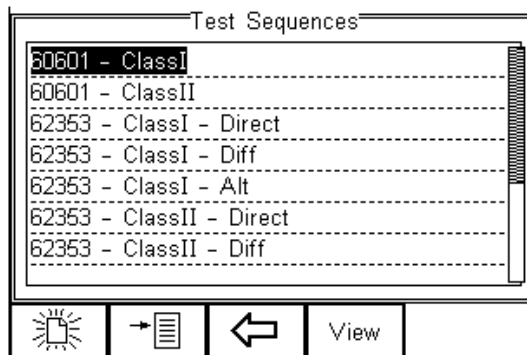 Test Sequences
60601 - ClassI
60601 - ClassII
62353 - ClassI - Direct
62353 - ClassI - Diff
62353 - ClassI - Alt
62353 - ClassII - Direct
62353 - ClassII - Diff
View